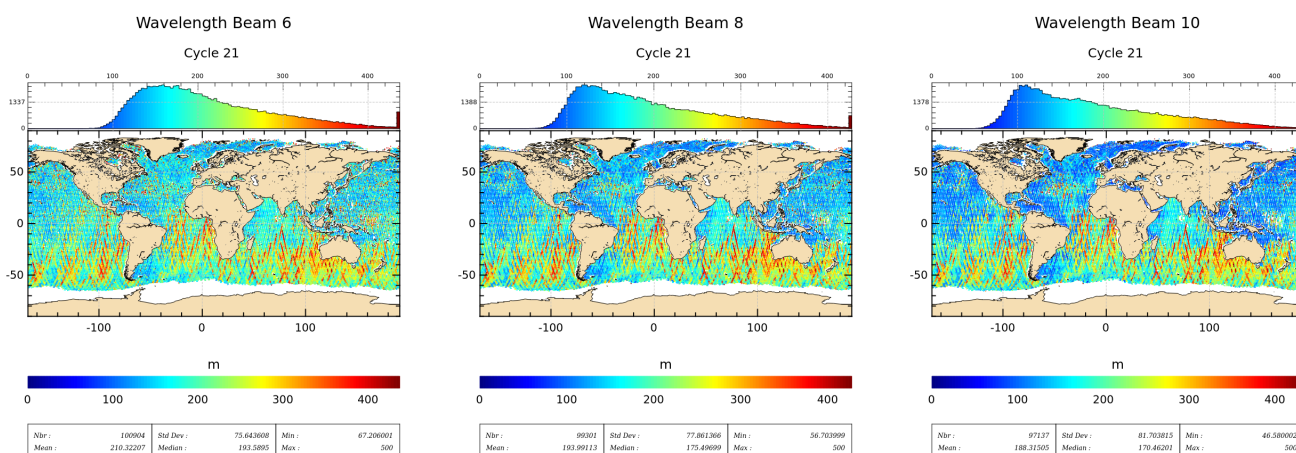 Wavelength Beam 6
Cycle 21
0 100 200 300 400
1337
0
50
0
-50
-100 0 100
m
0 100 200 300 400
Nbr : 100904 Std Dev : 75.643608 Min : 67.206001
Mean : 210.32207 Median : 193.5895 Max : 500
Wavelength Beam 8
Cycle 21
0 100 200 300 400
1388
0
50
0
-50
-100 0 100
m
0 100 200 300 400
Nbr : 99301 Std Dev : 77.861366 Min : 56.703999
Mean : 193.99113 Median : 175.49699 Max : 500
Wavelength Beam 10
Cycle 21
0 100 200 300 400
1378
0
50
0
-50
-100 0 100
m
0 100 200 300 400
Nbr : 97137 Std Dev : 81.703815 Min : 46.580002
Mean : 188.31505 Median : 170.46201 Max : 500